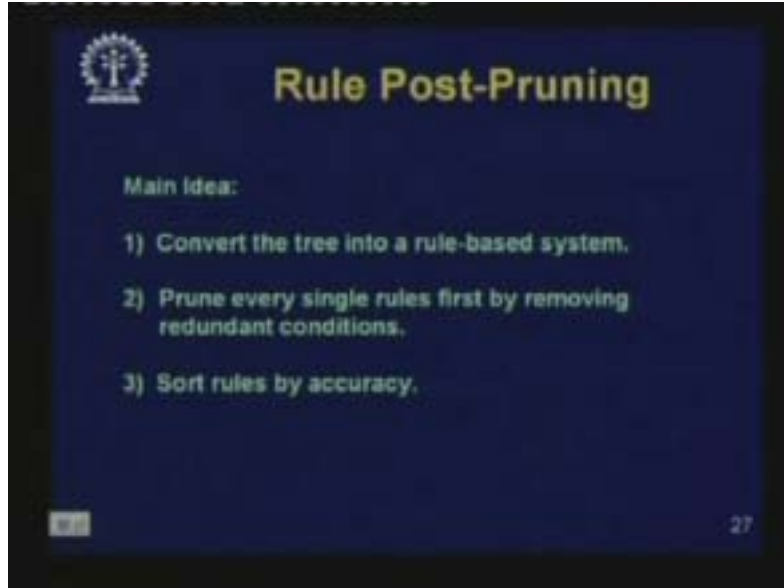 Rule Post-Pruning
Main Idea:
1) Convert the tree into a rule-based system.
2) Prune every single rules first by removing
redundant conditions.
3) Sort rules by accuracy.
27